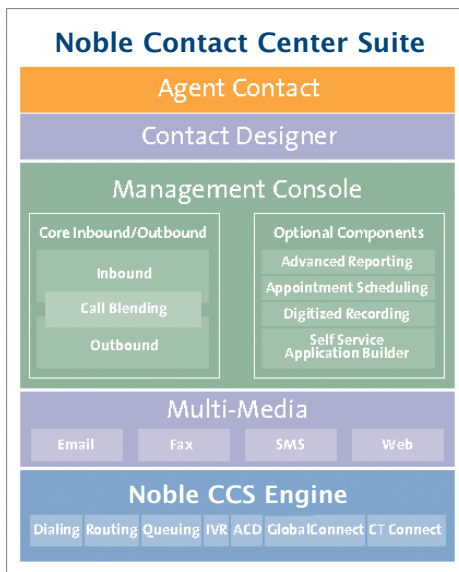 Noble Contact Center Suite
Agent Contact
Contact Designer
Management Console
Core Inbound/Outbound
Inbound
Call Blending
Outbound
Optional Components
Advanced Reporting
Appointment Scheduling
Digitized Recording
Self Service
Application Builder
Multi-Media
Email
Fax
SMS
Web
Noble CCS Engine
Dialing
Routing
Queuing
IVR
ACD
GlobalConnect
CT Connect